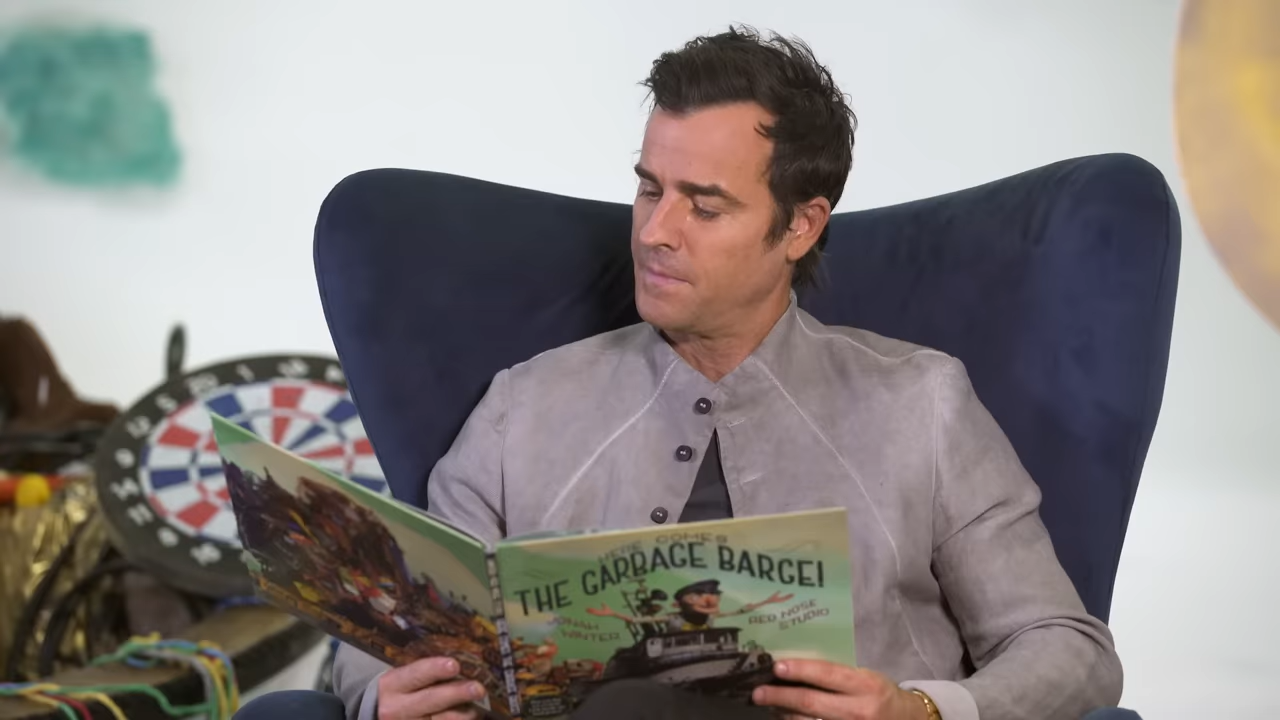 HERE COMES
THE GARBAGE BARGE!
JONAH
WINTER
RED NOSE
STUDIO